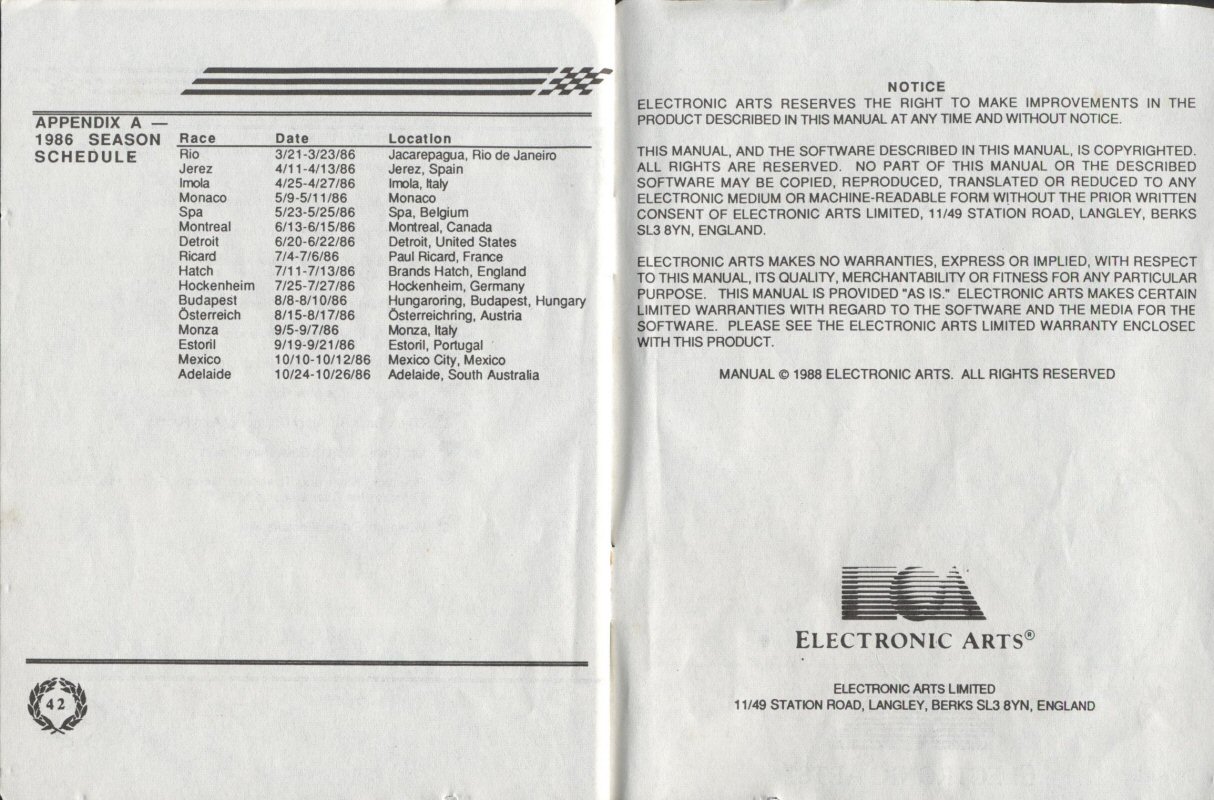 APPENDIX A —
1986 SEASON
SCHEDULE
Race Date Location
Rio 3/21-3/23/86 Jacarepagua, Rio de Janeiro
Jerez 4/11-4/13/86 Jerez, Spain
Imola 4/25-4/27/86 Imola, Italy
Monaco 5/9-5/11/86 Monaco
Spa 5/23-5/25/86 Spa, Belgium
Montreal 6/13-6/15/86 Montreal, Canada
Detroit 6/20-6/22/86 Detroit, United States
Ricard 7/4-7/6/86 Paul Ricard, France
Hatch 7/11-7/13/86 Brands Hatch, England
Hockenheim 7/25-7/27/86 Hockenheim, Germany
Budapest 8/8-8/10/86 Hungaroring, Budapest, Hungary
Österreich 8/15-8/17/86 Österreichring, Austria
Monza 9/5-9/7/86 Monza, Italy
Estoril 9/19-9/21/86 Estoril, Portugal
Mexico 10/10-10/12/86 Mexico City, Mexico
Adelaide 10/24-10/26/86 Adelaide, South Australia
42
NOTICE
ELECTRONIC ARTS RESERVES THE RIGHT TO MAKE IMPROVEMENTS IN THE
PRODUCT DESCRIBED IN THIS MANUAL AT ANY TIME AND WITHOUT NOTICE.
THIS MANUAL, AND THE SOFTWARE DESCRIBED IN THIS MANUAL, IS COPYRIGHTED.
ALL RIGHTS ARE RESERVED. NO PART OF THIS MANUAL OR THE DESCRIBED
SOFTWARE MAY BE COPIED, REPRODUCED, TRANSLATED OR REDUCED TO ANY
ELECTRONIC MEDIUM OR MACHINE-READABLE FORM WITHOUT THE PRIOR WRITTEN
CONSENT OF ELECTRONIC ARTS LIMITED, 11/49 STATION ROAD, LANGLEY, BERKS
SL3 8YN, ENGLAND.
ELECTRONIC ARTS MAKES NO WARRANTIES, EXPRESS OR IMPLIED, WITH RESPECT
TO THIS MANUAL, ITS QUALITY, MERCHANTABILITY OR FITNESS FOR ANY PARTICULAR
PURPOSE. THIS MANUAL IS PROVIDED "AS IS." ELECTRONIC ARTS MAKES CERTAIN
LIMITED WARRANTIES WITH REGARD TO THE SOFTWARE AND THE MEDIA FOR THE
SOFTWARE. PLEASE SEE THE ELECTRONIC ARTS LIMITED WARRANTY ENCLOSED
WITH THIS PRODUCT.
MANUAL © 1988 ELECTRONIC ARTS. ALL RIGHTS RESERVED
EA
ELECTRONIC ARTS®
ELECTRONIC ARTS LIMITED
11/49 STATION ROAD, LANGLEY, BERKS SL3 8YN, ENGLAND